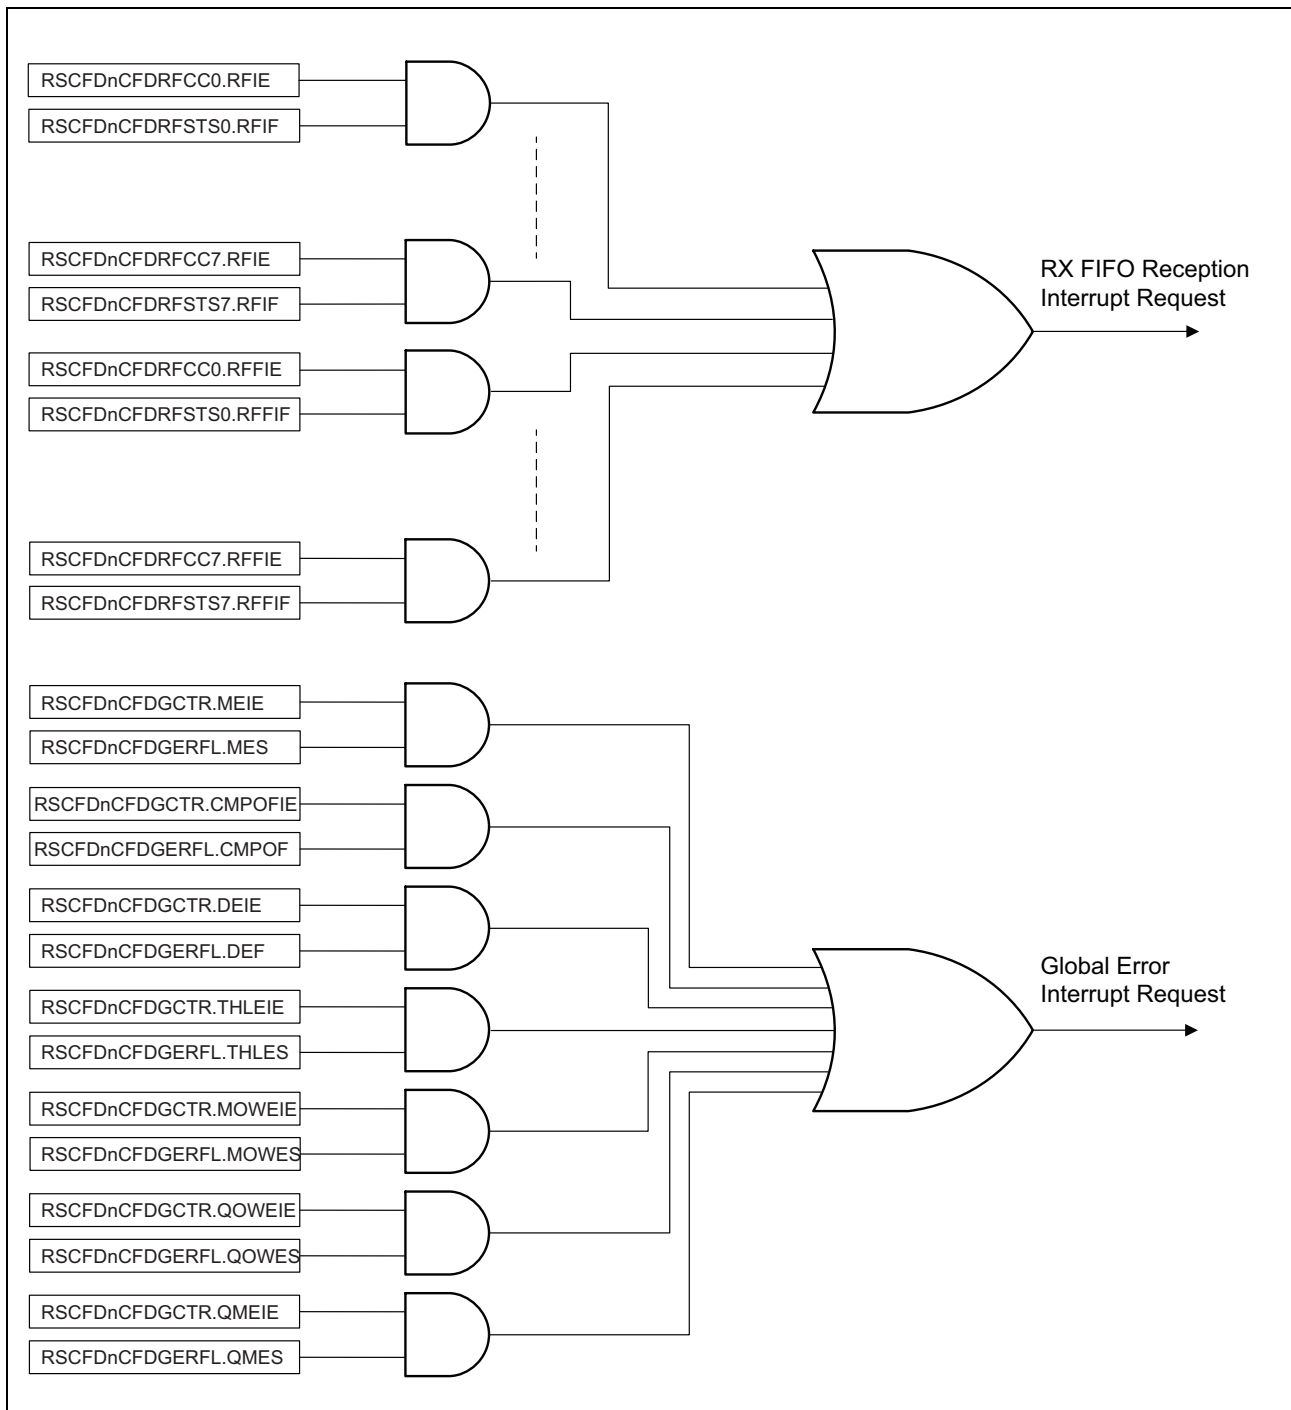 RSCFDnCFDRFCC0.RFIE
RSCFDnCFDRFSTS0.RFIF
RSCFDnCFDRFCC7.RFIE
RSCFDnCFDRFSTS7.RFIF
RSCFDnCFDRFCC0.RFFIE
RSCFDnCFDRFSTS0.RFFIF
RSCFDnCFDRFCC7.RFFIE
RSCFDnCFDRFSTS7.RFFIF
RX FIFO Reception
Interrupt Request
RSCFDnCFDGCTR.MEIE
RSCFDnCFDGERFL.MES
RSCFDnCFDGCTR.CMPOFIE
RSCFDnCFDGERFL.CMPOF
RSCFDnCFDGCTR.DEIE
RSCFDnCFDGERFL.DEF
RSCFDnCFDGCTR.THLEIE
RSCFDnCFDGERFL.THLES
RSCFDnCFDGCTR.MOWEIE
RSCFDnCFDGERFL.MOWES
RSCFDnCFDGCTR.QOWEIE
RSCFDnCFDGERFL.QOWES
RSCFDnCFDGCTR.QMEIE
RSCFDnCFDGERFL.QMES
Global Error
Interrupt Request